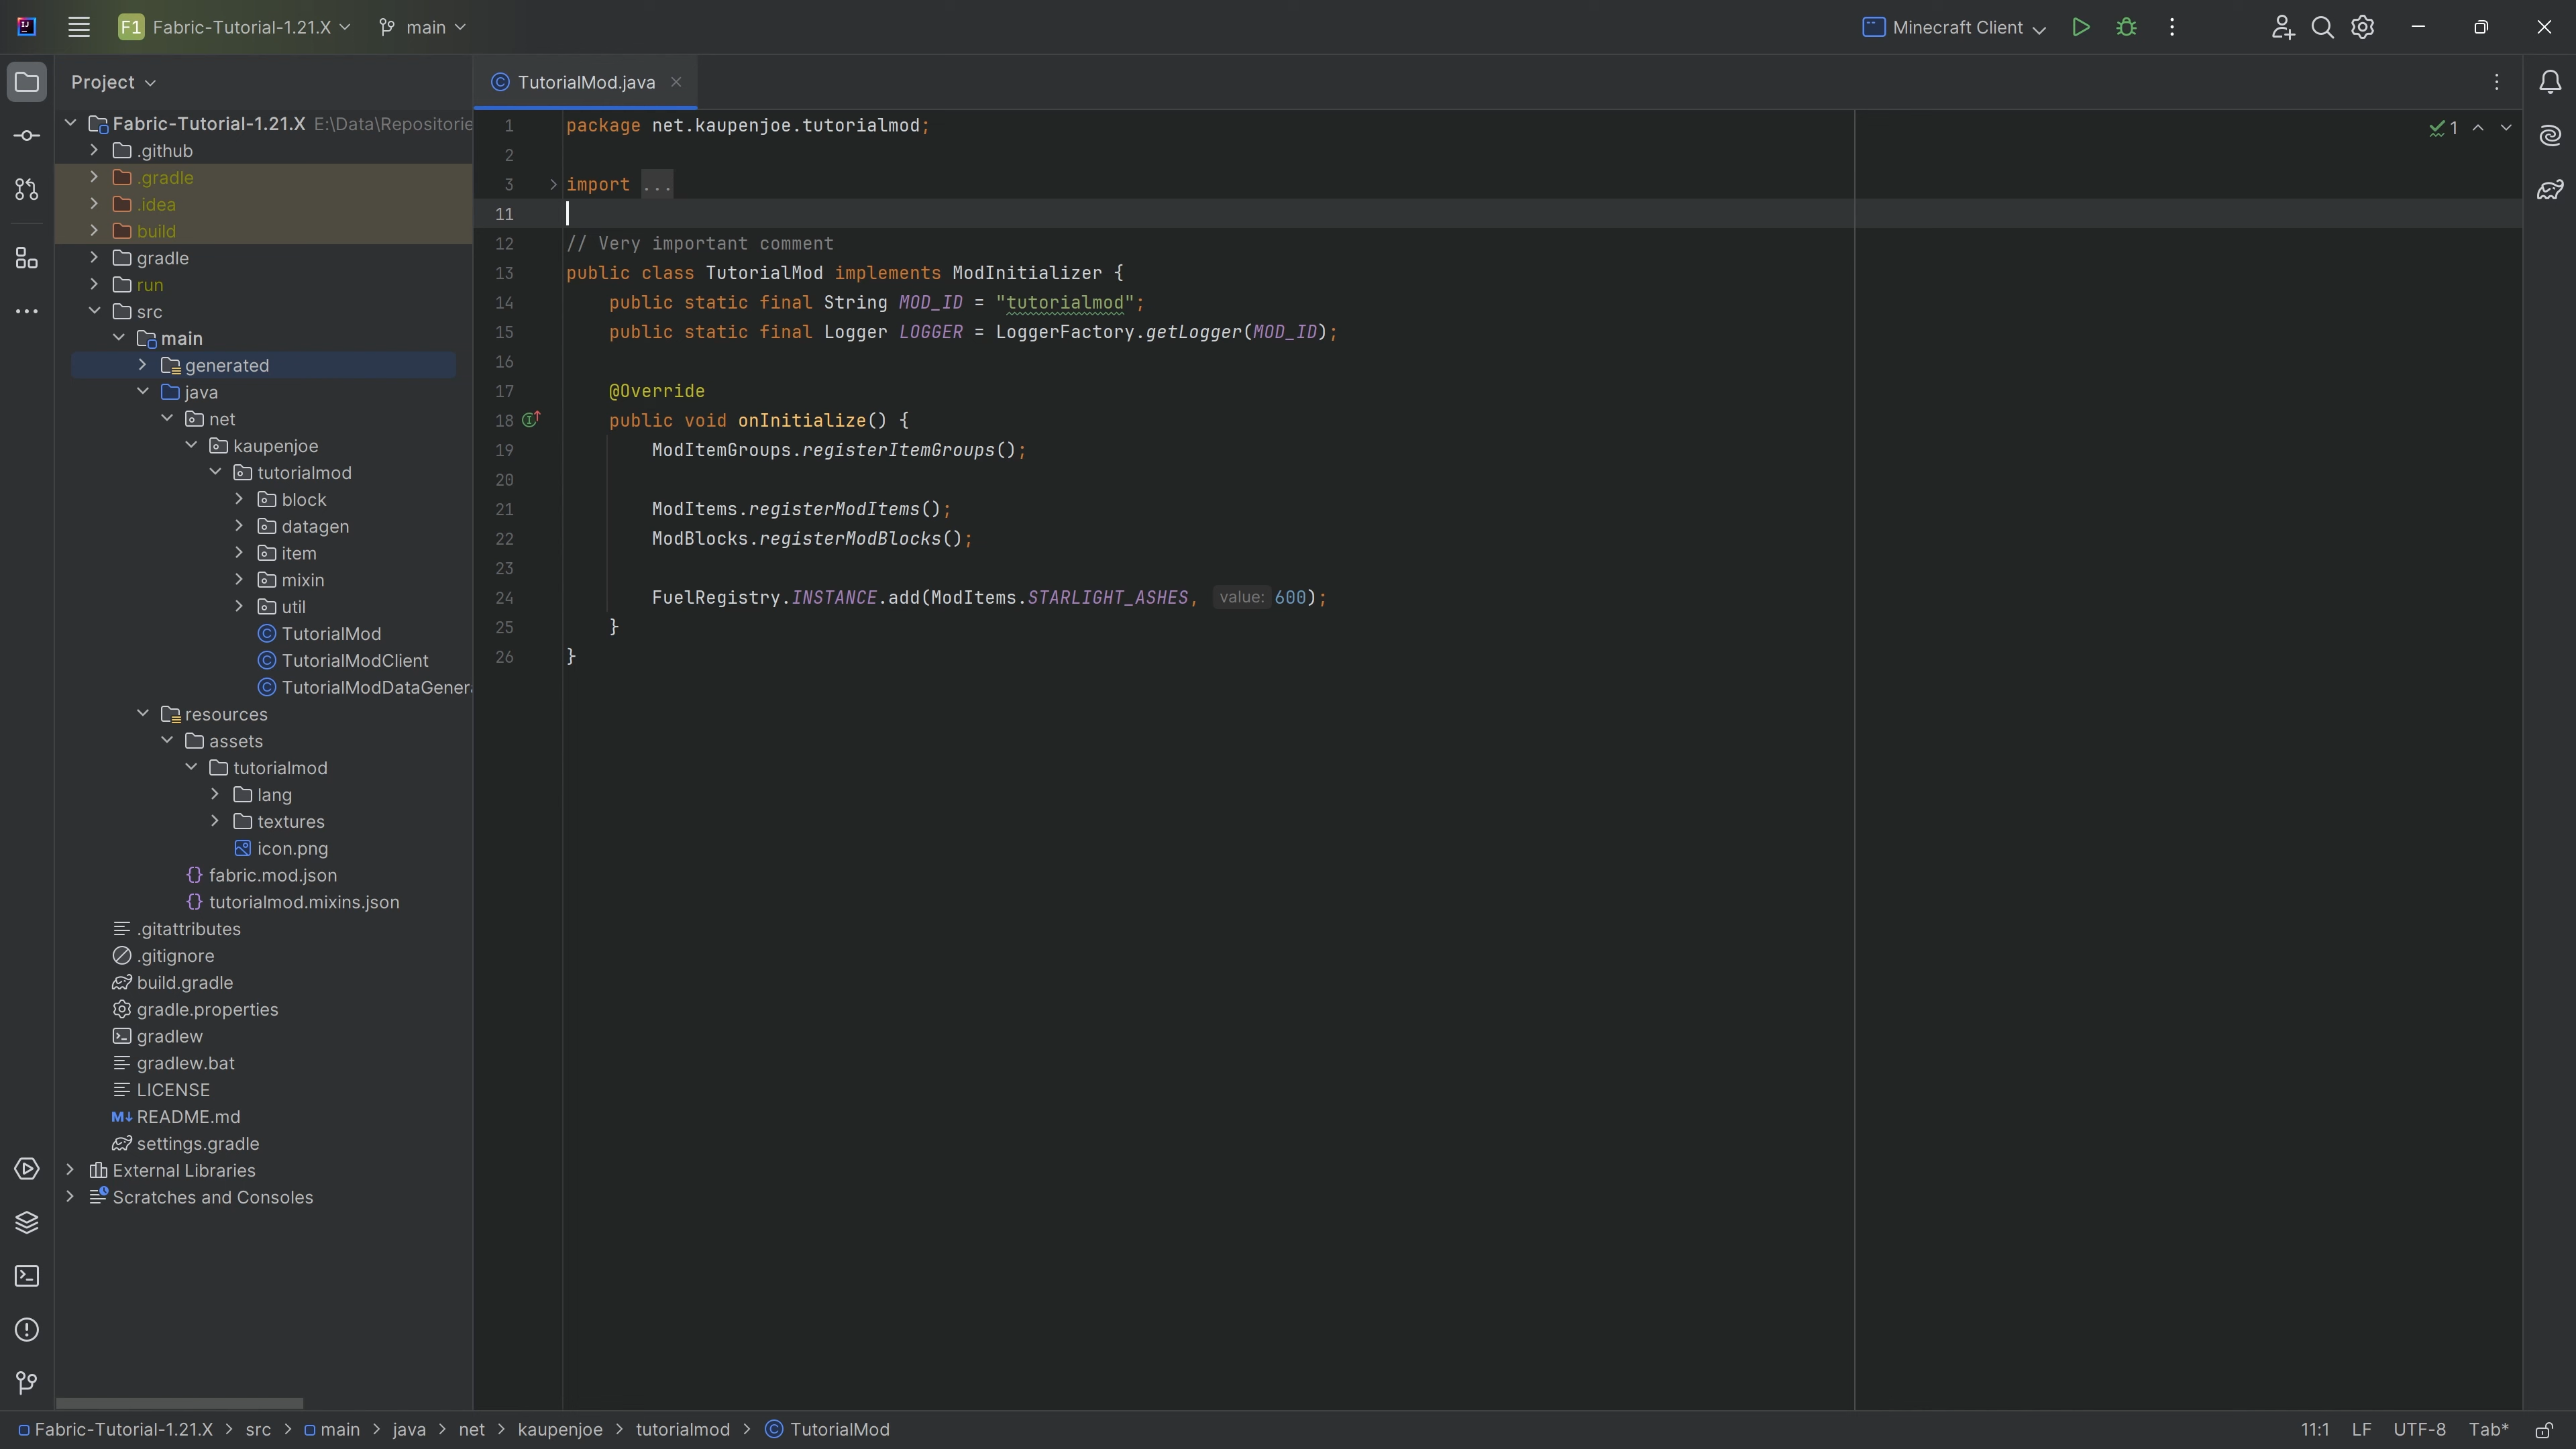 F1 Fabric-Tutorial-1.21.X main Minecraft Client
Project
TutorialMod.java
Fabric-Tutorial-1.21.X E:\Data\Repositorie
.github
.gradle
.idea
build
gradle
run
src
main
generated
java
net
kaupenjoe
tutorialmod
block
datagen
item
mixin
util
TutorialMod
TutorialModClient
TutorialModDataGener
resources
assets
tutorialmod
lang
textures
icon.png
fabric.mod.json
tutorialmod.mixins.json
.gitattributes
.gitignore
build.gradle
gradle.properties
gradlew
gradlew.bat
LICENSE
README.md
settings.gradle
External Libraries
Scratches and Consoles
1 package net.kaupenjoe.tutorialmod;
2
3 import ...
11
12 // Very important comment
13 public class TutorialMod implements ModInitializer {
14 public static final String MOD_ID = "tutorialmod";
15 public static final Logger LOGGER = LoggerFactory.getLogger(MOD_ID);
16
17 @Override
18 public void onInitialize() {
19 ModItemGroups.registerItemGroups();
20
21 ModItems.registerModItems();
22 ModBlocks.registerModBlocks();
23
24 FuelRegistry.INSTANCE.add(ModItems.STARLIGHT_ASHES, value: 600);
25 }
26 }
1
Fabric-Tutorial-1.21.X > src > main > java > net > kaupenjoe > tutorialmod > TutorialMod
11:1 LF UTF-8 Tab*